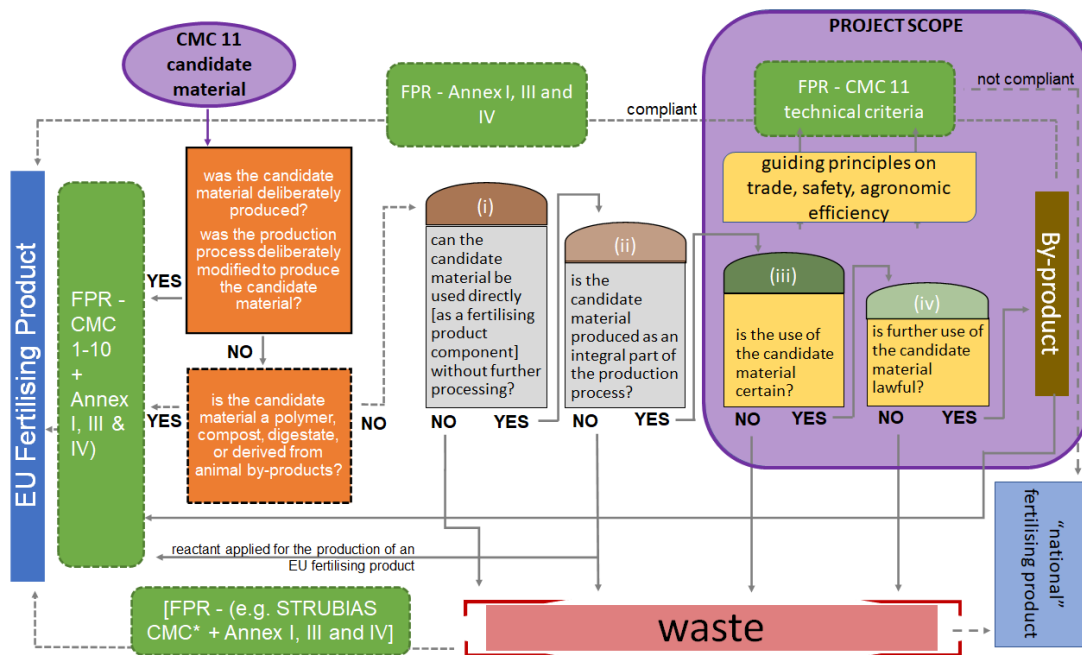 CMC 11
candidate
material
PROJECT SCOPE
FPR - Annex I, III and
IV
compliant
FPR - CMC 11
technical criteria
not compliant
guiding principles on
trade, safety, agronomic
efficiency
EU Fertilising Product
FPR -
CMC
1-10
+
Annex
I, III &
IV)
was the candidate
material deliberately
produced?
was the production
process deliberately
modified to produce
the candidate
material?
YES
NO
is the candidate
material a polymer,
compost, digestate,
or derived from
animal by-products?
YES
NO
(i)
can the
candidate
material be
used directly
[as a fertilising
product
component]
without further
processing?
NO
YES
(ii)
is the
candidate
material
produced as an
integral part of
the production
process?
NO
YES
(iii)
is the use of
the candidate
material
certain?
NO
YES
(iv)
is further use of
the candidate
material
lawful?
NO
YES
By-product
reactant applied for the production of an
EU fertilising product
[FPR - (e.g. STRUBIAS
CMC* + Annex I, III and IV]
waste
“national”
fertilising product